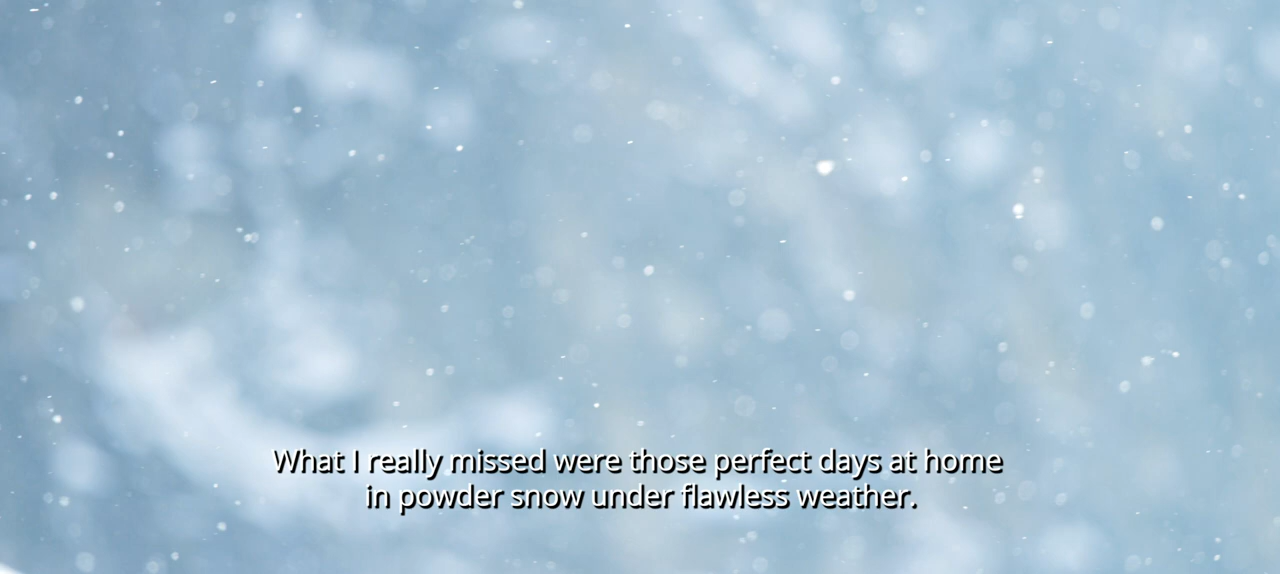 What I really missed were those perfect days at home
in powder snow under flawless weather.